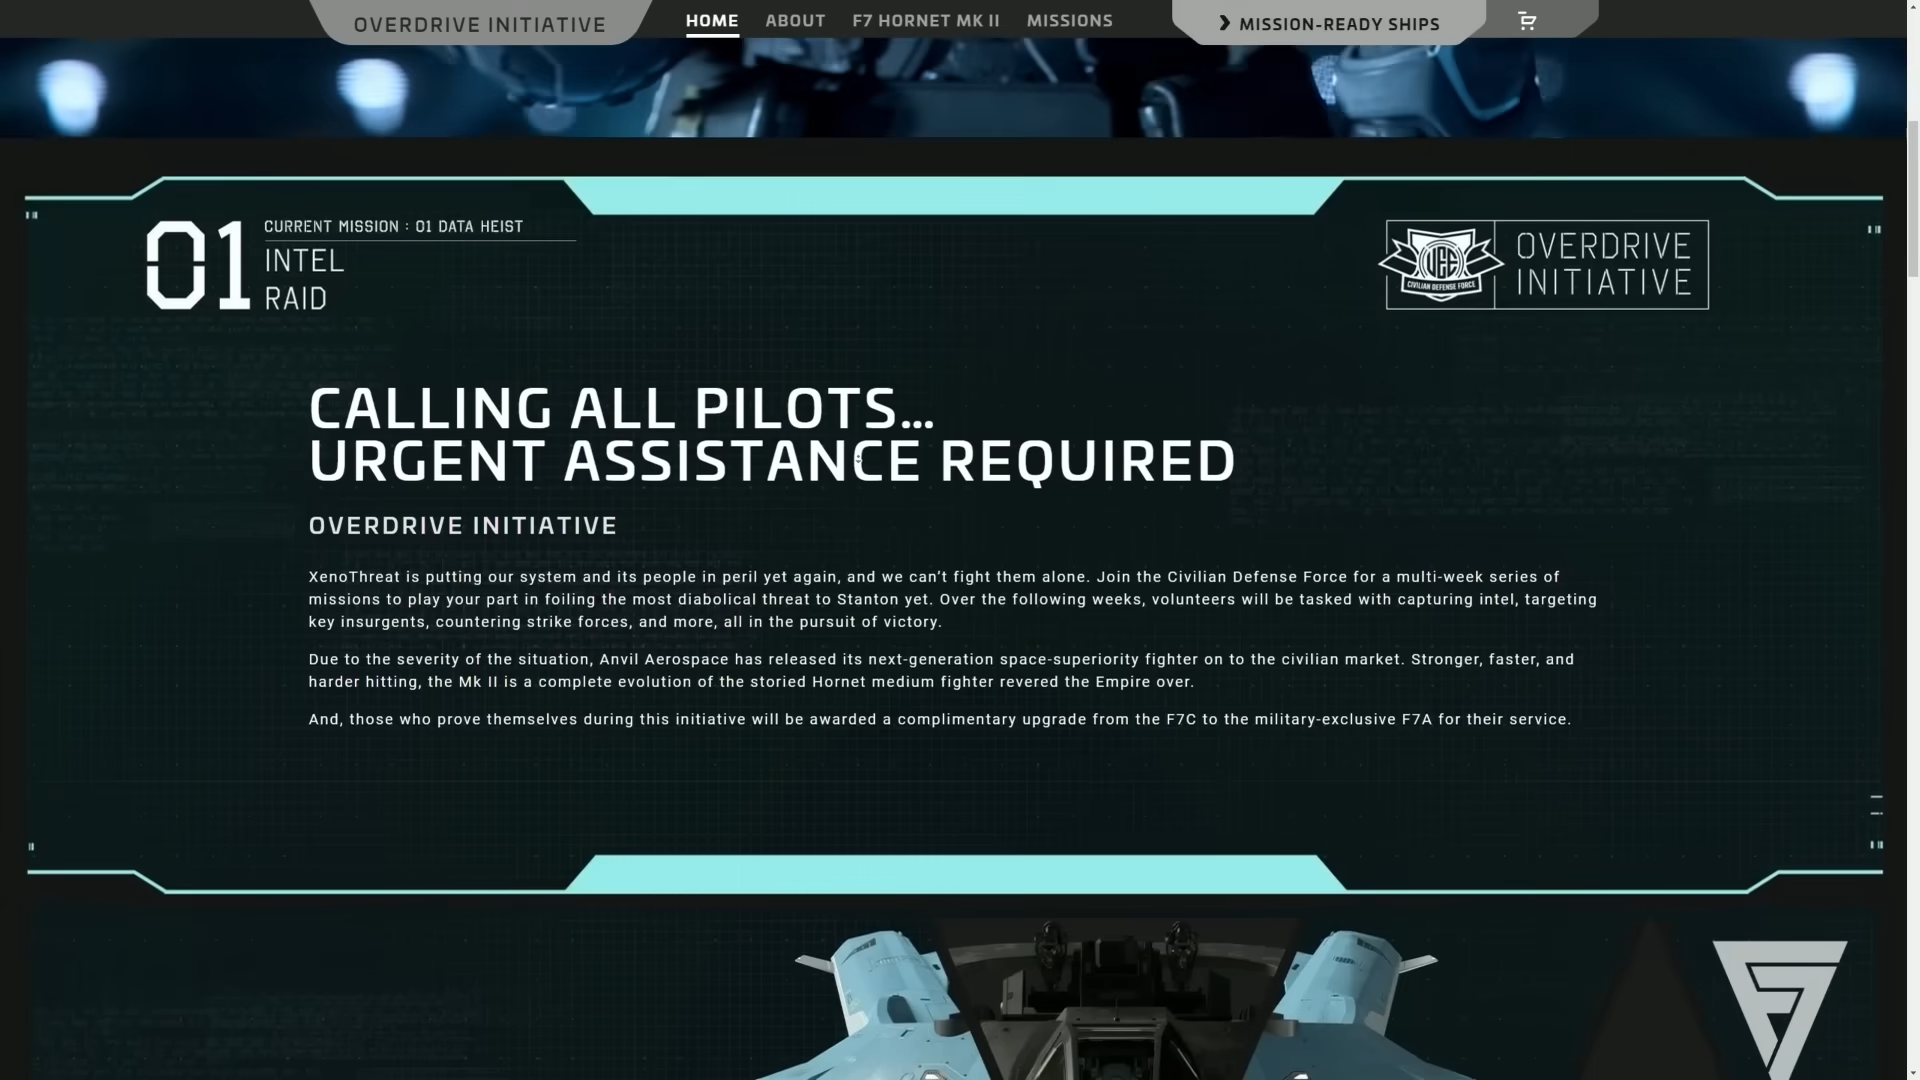 OVERDRIVE INITIATIVE
HOME ABOUT F7 HORNET MK II MISSIONS
MISSION-READY SHIPS
01
CURRENT MISSION : 01 DATA HEIST
INTEL
RAID
UEE
CIVILIAN DEFENSE FORCE
OVERDRIVE
INITIATIVE
CALLING ALL PILOTS...
URGENT ASSISTANCE REQUIRED
OVERDRIVE INITIATIVE
XenoThreat is putting our system and its people in peril yet again, and we can’t fight them alone. Join the Civilian Defense Force for a multi-week series of
missions to play your part in foiling the most diabolical threat to Stanton yet. Over the following weeks, volunteers will be tasked with capturing intel, targeting
key insurgents, countering strike forces, and more, all in the pursuit of victory.
Due to the severity of the situation, Anvil Aerospace has released its next-generation space-superiority fighter on to the civilian market. Stronger, faster, and
harder hitting, the Mk II is a complete evolution of the storied Hornet medium fighter revered the Empire over.
And, those who prove themselves during this initiative will be awarded a complimentary upgrade from the F7C to the military-exclusive F7A for their service.
F7